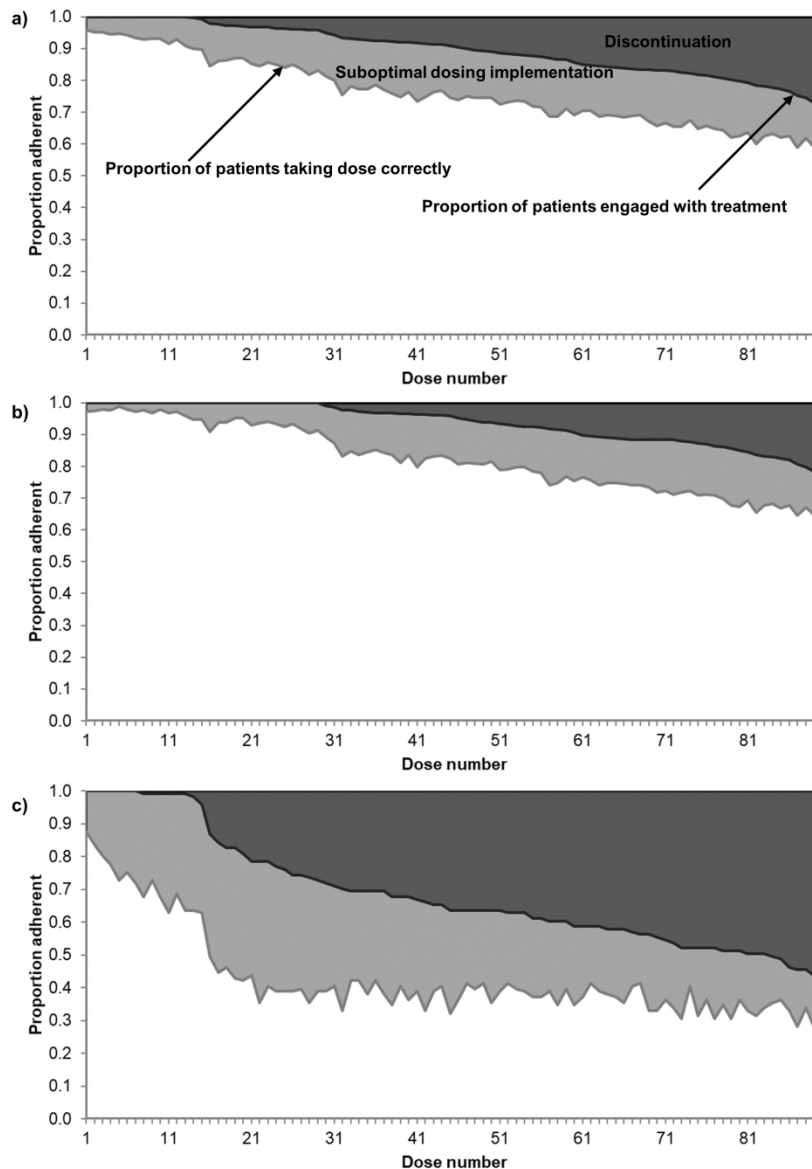 a)
Proportion adherent
1.0
0.9
0.8
0.7
0.6
0.5
0.4
0.3
0.2
0.1
0.0
Discontinuation
Suboptimal dosing implementation
Proportion of patients taking dose correctly
Proportion of patients engaged with treatment
1 11 21 31 41 51 61 71 81
Dose number
b)
Proportion adherent
1.0
0.9
0.8
0.7
0.6
0.5
0.4
0.3
0.2
0.1
0.0
1 11 21 31 41 51 61 71 81
Dose number
c)
Proportion adherent
1.0
0.9
0.8
0.7
0.6
0.5
0.4
0.3
0.2
0.1
0.0
1 11 21 31 41 51 61 71 81
Dose number